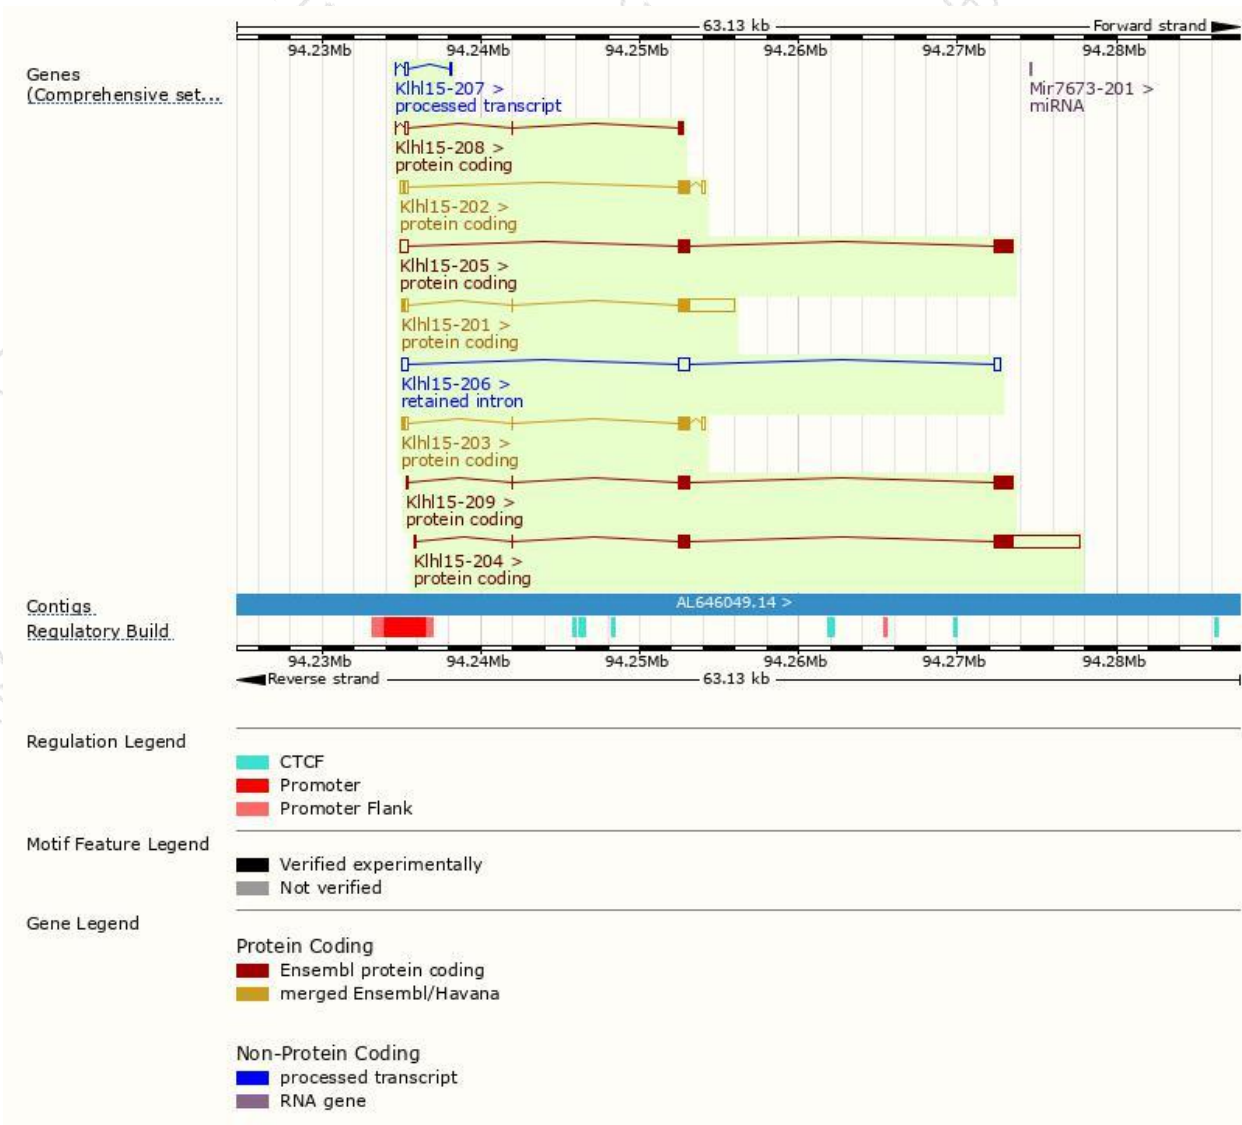 63.13 kb
Forward strand
94.23Mb 94.24Mb 94.25Mb 94.26Mb 94.27Mb 94.28Mb
Genes
(Comprehensive set...
Klhl15-207 >
processed transcript
Mir7673-201 >
miRNA
Klhl15-208 >
protein coding
Klhl15-202 >
protein coding
Klhl15-205 >
protein coding
Klhl15-201 >
protein coding
Klhl15-206 >
retained intron
Klhl15-203 >
protein coding
Klhl15-209 >
protein coding
Klhl15-204 >
protein coding
Contigs
AL646049.14 >
Regulatory Build
94.23Mb 94.24Mb 94.25Mb 94.26Mb 94.27Mb 94.28Mb
Reverse strand
63.13 kb
Regulation Legend
CTCF
Promoter
Promoter Flank
Motif Feature Legend
Verified experimentally
Not verified
Gene Legend
Protein Coding
Ensembl protein coding
merged Ensembl/Havana
Non-Protein Coding
processed transcript
RNA gene